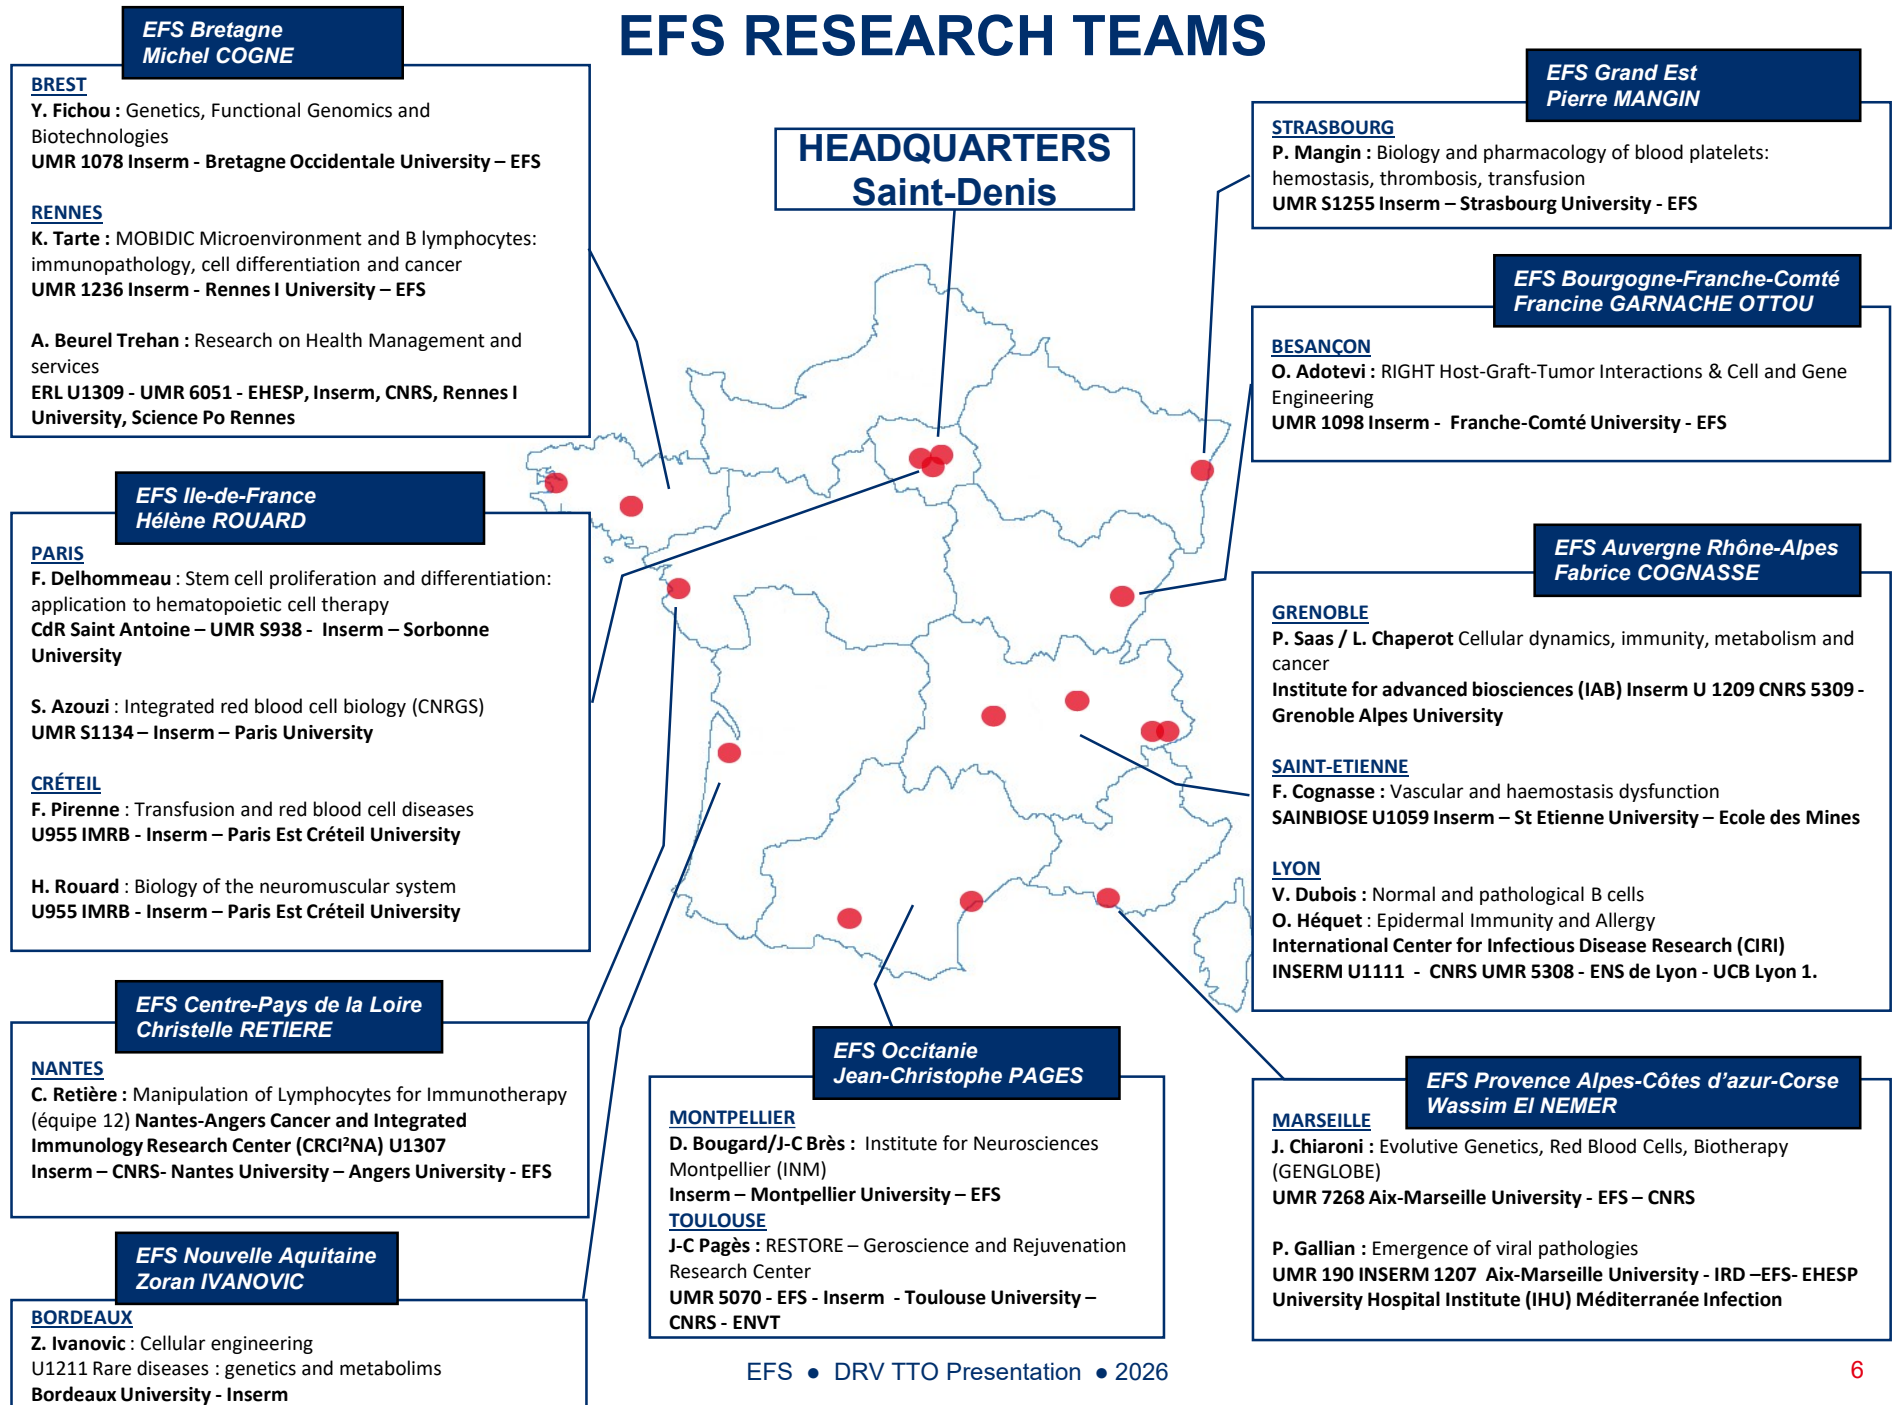 EFS RESEARCH TEAMS
EFS Bretagne
Michel COGNE
BREST
Y. Fichou : Genetics, Functional Genomics and
Biotechnologies
UMR 1078 Inserm - Bretagne Occidentale University – EFS
RENNES
K. Tarte : MOBIDIC Microenvironment and B lymphocytes:
immunopathology, cell differentiation and cancer
UMR 1236 Inserm - Rennes I University – EFS
A. Beurel Trehan : Research on Health Management and
services
ERL U1309 - UMR 6051 - EHESP, Inserm, CNRS, Rennes I
University, Science Po Rennes
EFS Ile-de-France
Hélène ROUARD
PARIS
F. Delhommeau : Stem cell proliferation and differentiation:
application to hematopoietic cell therapy
CdR Saint Antoine – UMR S938 - Inserm – Sorbonne
University
S. Azouzi : Integrated red blood cell biology (CNRGS)
UMR S1134 – Inserm – Paris University
CRÉTEIL
F. Pirenne : Transfusion and red blood cell diseases
U955 IMRB - Inserm – Paris Est Créteil University
H. Rouard : Biology of the neuromuscular system
U955 IMRB - Inserm – Paris Est Créteil University
EFS Centre-Pays de la Loire
Christelle RETIERE
NANTES
C. Retière : Manipulation of Lymphocytes for Immunotherapy
(équipe 12) Nantes-Angers Cancer and Integrated
Immunology Research Center (CRCI²NA) U1307
Inserm – CNRS- Nantes University – Angers University - EFS
EFS Nouvelle Aquitaine
Zoran IVANOVIC
BORDEAUX
Z. Ivanovic : Cellular engineering
U1211 Rare diseases : genetics and metabolims
Bordeaux University - Inserm
HEADQUARTERS
Saint-Denis
EFS Occitanie
Jean-Christophe PAGES
MONTPELLIER
D. Bougard/J-C Brès : Institute for Neurosciences
Montpellier (INM)
Inserm – Montpellier University – EFS
TOULOUSE
J-C Pagès : RESTORE – Geroscience and Rejuvenation
Research Center
UMR 5070 - EFS - Inserm - Toulouse University –
CNRS - ENVT
EFS Grand Est
Pierre MANGIN
STRASBOURG
P. Mangin : Biology and pharmacology of blood platelets:
hemostasis, thrombosis, transfusion
UMR S1255 Inserm – Strasbourg University - EFS
EFS Bourgogne-Franche-Comté
Francine GARNACHE OTTOU
BESANÇON
O. Adotevi : RIGHT Host-Graft-Tumor Interactions & Cell and Gene
Engineering
UMR 1098 Inserm - Franche-Comté University - EFS
EFS Auvergne Rhône-Alpes
Fabrice COGNASSE
GRENOBLE
P. Saas / L. Chaperot Cellular dynamics, immunity, metabolism and
cancer
Institute for advanced biosciences (IAB) Inserm U 1209 CNRS 5309 -
Grenoble Alpes University
SAINT-ETIENNE
F. Cognasse : Vascular and haemostasis dysfunction
SAINBIOSE U1059 Inserm – St Etienne University – Ecole des Mines
LYON
V. Dubois : Normal and pathological B cells
O. Héquet : Epidermal Immunity and Allergy
International Center for Infectious Disease Research (CIRI)
INSERM U1111 - CNRS UMR 5308 - ENS de Lyon - UCB Lyon 1.
EFS Provence Alpes-Côtes d’azur-Corse
Wassim El NEMER
MARSEILLE
J. Chiaroni : Evolutive Genetics, Red Blood Cells, Biotherapy
(GENGLOBE)
UMR 7268 Aix-Marseille University - EFS – CNRS
P. Gallian : Emergence of viral pathologies
UMR 190 INSERM 1207 Aix-Marseille University - IRD –EFS- EHESP
University Hospital Institute (IHU) Méditerranée Infection
EFS ● DRV TTO Presentation ● 2026
6